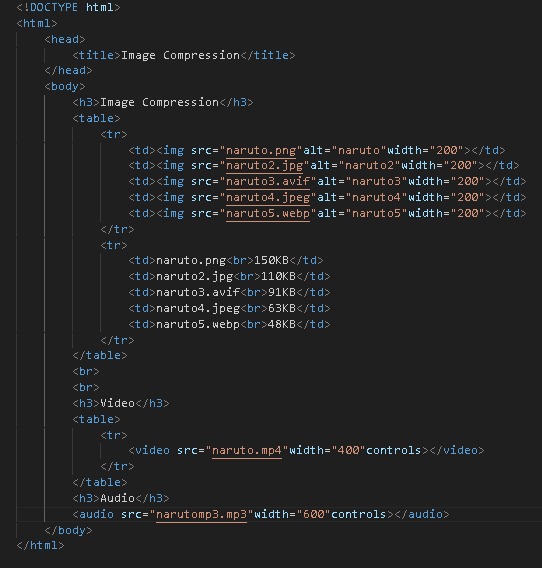 <!DOCTYPE html>
<html>
<head>
<title>Image Compression</title>
</head>
<body>
<h3>Image Compression</h3>
<table>
<tr>
<td><img src="naruto.png"alt="naruto"width="200"></td>
<td><img src="naruto2.jpg"alt="naruto2"width="200"></td>
<td><img src="naruto3.avif"alt="naruto3"width="200"></td>
<td><img src="naruto4.jpeg"alt="naruto4"width="200"></td>
<td><img src="naruto5.webp"alt="naruto5"width="200"></td>
</tr>
<tr>
<td>naruto.png<br>150KB</td>
<td>naruto2.jpg<br>110KB</td>
<td>naruto3.avif<br>91KB</td>
<td>naruto4.jpeg<br>63KB</td>
<td>naruto5.webp<br>48KB</td>
</tr>
</table>
<br>
<br>
<h3>Video</h3>
<table>
<tr>
<video src="naruto.mp4"width="400"controls></video>
</tr>
</table>
<h3>Audio</h3>
<audio src="narutomp3.mp3"width="600"controls></audio>
</body>
</html>